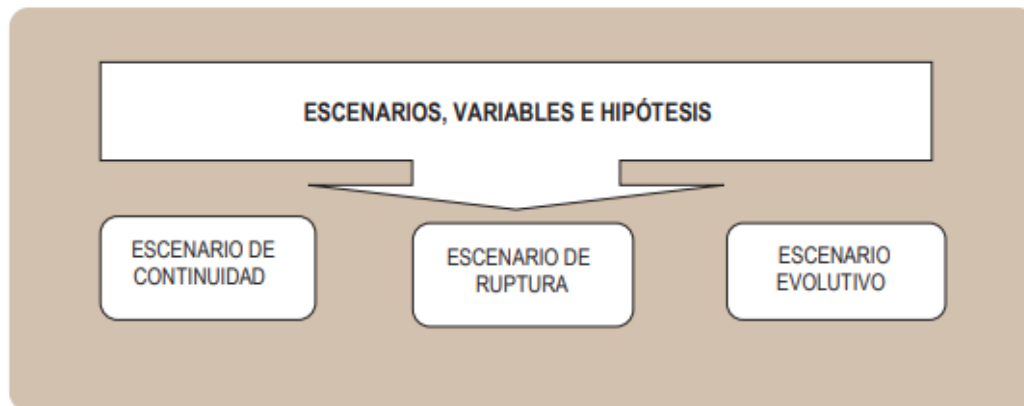 ESCENARIOS, VARIABLES E HIPÓTESIS
ESCENARIO DE
CONTINUIDAD
ESCENARIO DE
RUPTURA
ESCENARIO
EVOLUTIVO